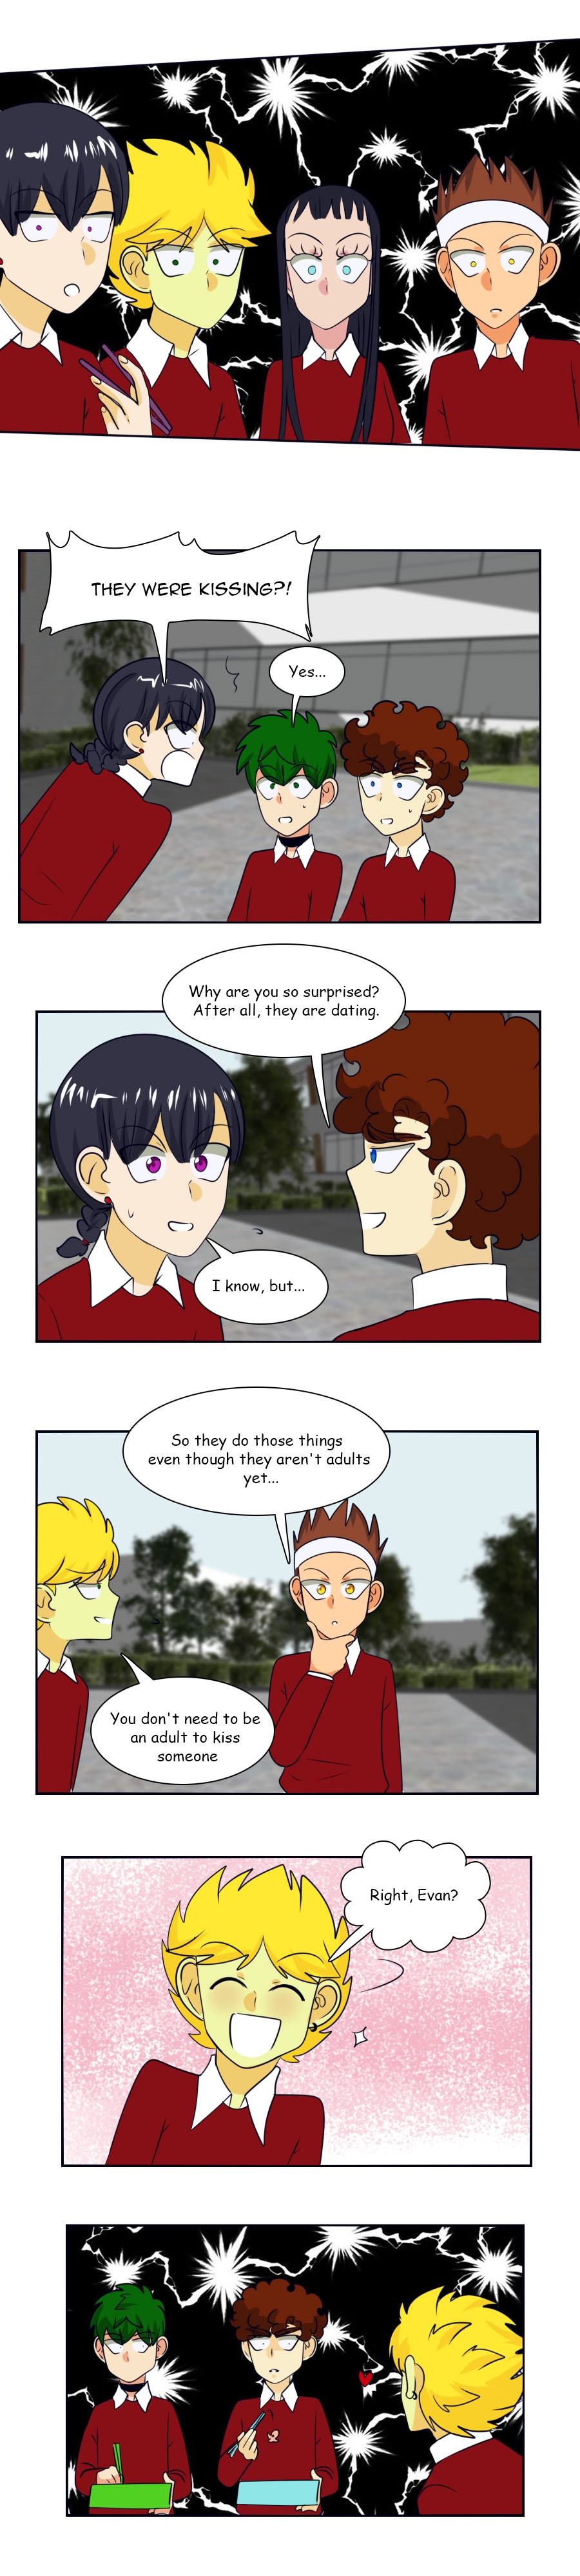 THEY WERE KISSING?!
Yes...
Why are you so surprised?
After all, they are dating.
I know, but...
So they do those things
even though they aren't adults
yet...
You don't need to be
an adult to kiss
someone
Right, Evan?